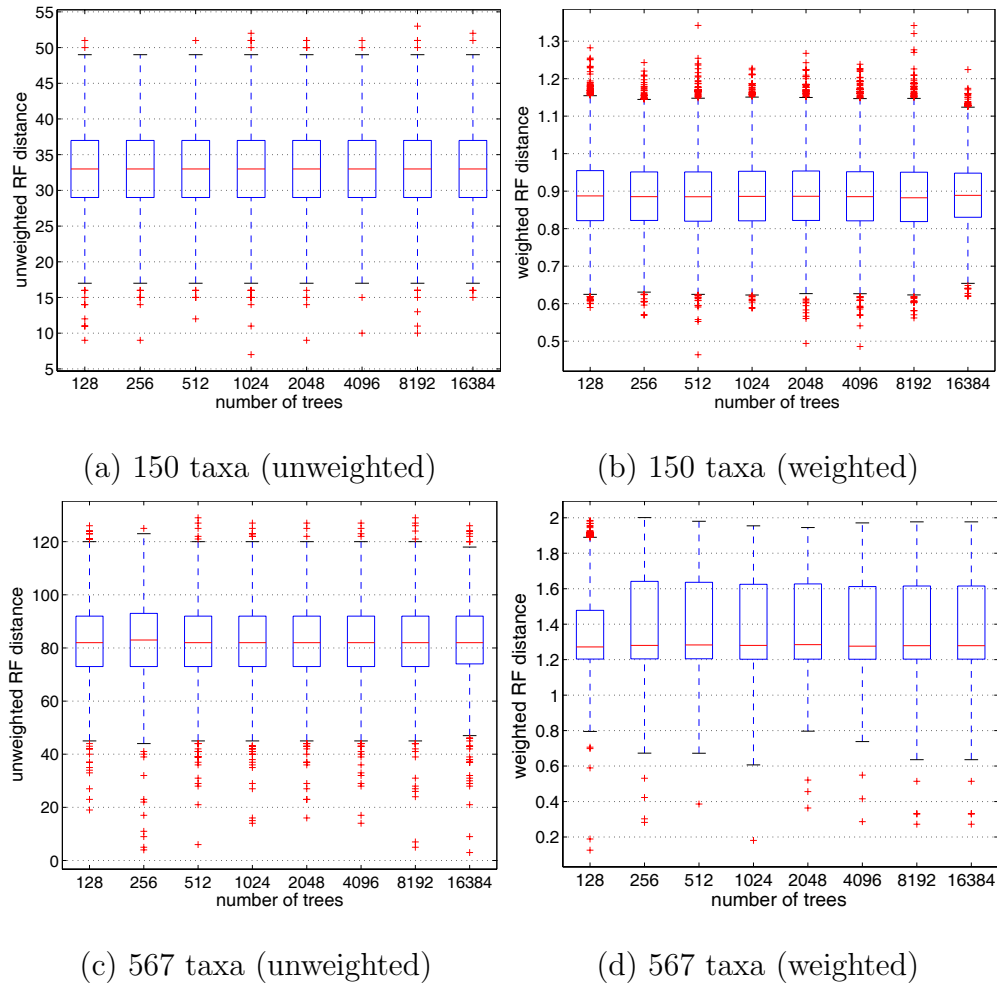 55
50
45
40
35
30
25
20
15
10
5
unweighted RF distance
128 256 512 1024 2048 4096 8192 16384
number of trees
1.3
1.2
1.1
1
0.9
0.8
0.7
0.6
0.5
weighted RF distance
128 256 512 1024 2048 4096 8192 16384
number of trees
(a) 150 taxa (unweighted)
(b) 150 taxa (weighted)
120
100
80
60
40
20
0
unweighted RF distance
128 256 512 1024 2048 4096 8192 16384
number of trees
2
1.8
1.6
1.4
1.2
1
0.8
0.6
0.4
0.2
weighted RF distance
128 256 512 1024 2048 4096 8192 16384
number of trees
(c) 567 taxa (unweighted)
(d) 567 taxa (weighted)